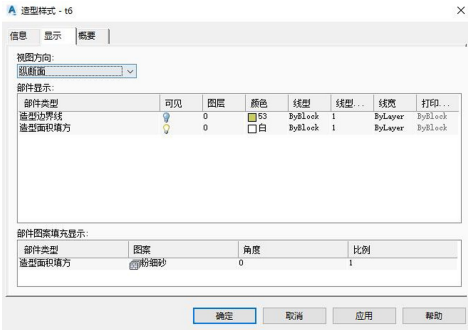 造型样式 - t6
信息 显示 概要
视图方向:
纵断面
部件显示:
部件类型 可见 图层 颜色 线型 线型... 线宽 打印...
造型边界线 0 53 ByBlock 1 ByLayer ByBlock
造型面积填方 0 白 ByBlock 1 ByLayer ByBlock
部件图案填充显示:
部件类型 图案 角度 比例
造型面积填方 粉细砂 0 1
确定 取消 应用 帮助